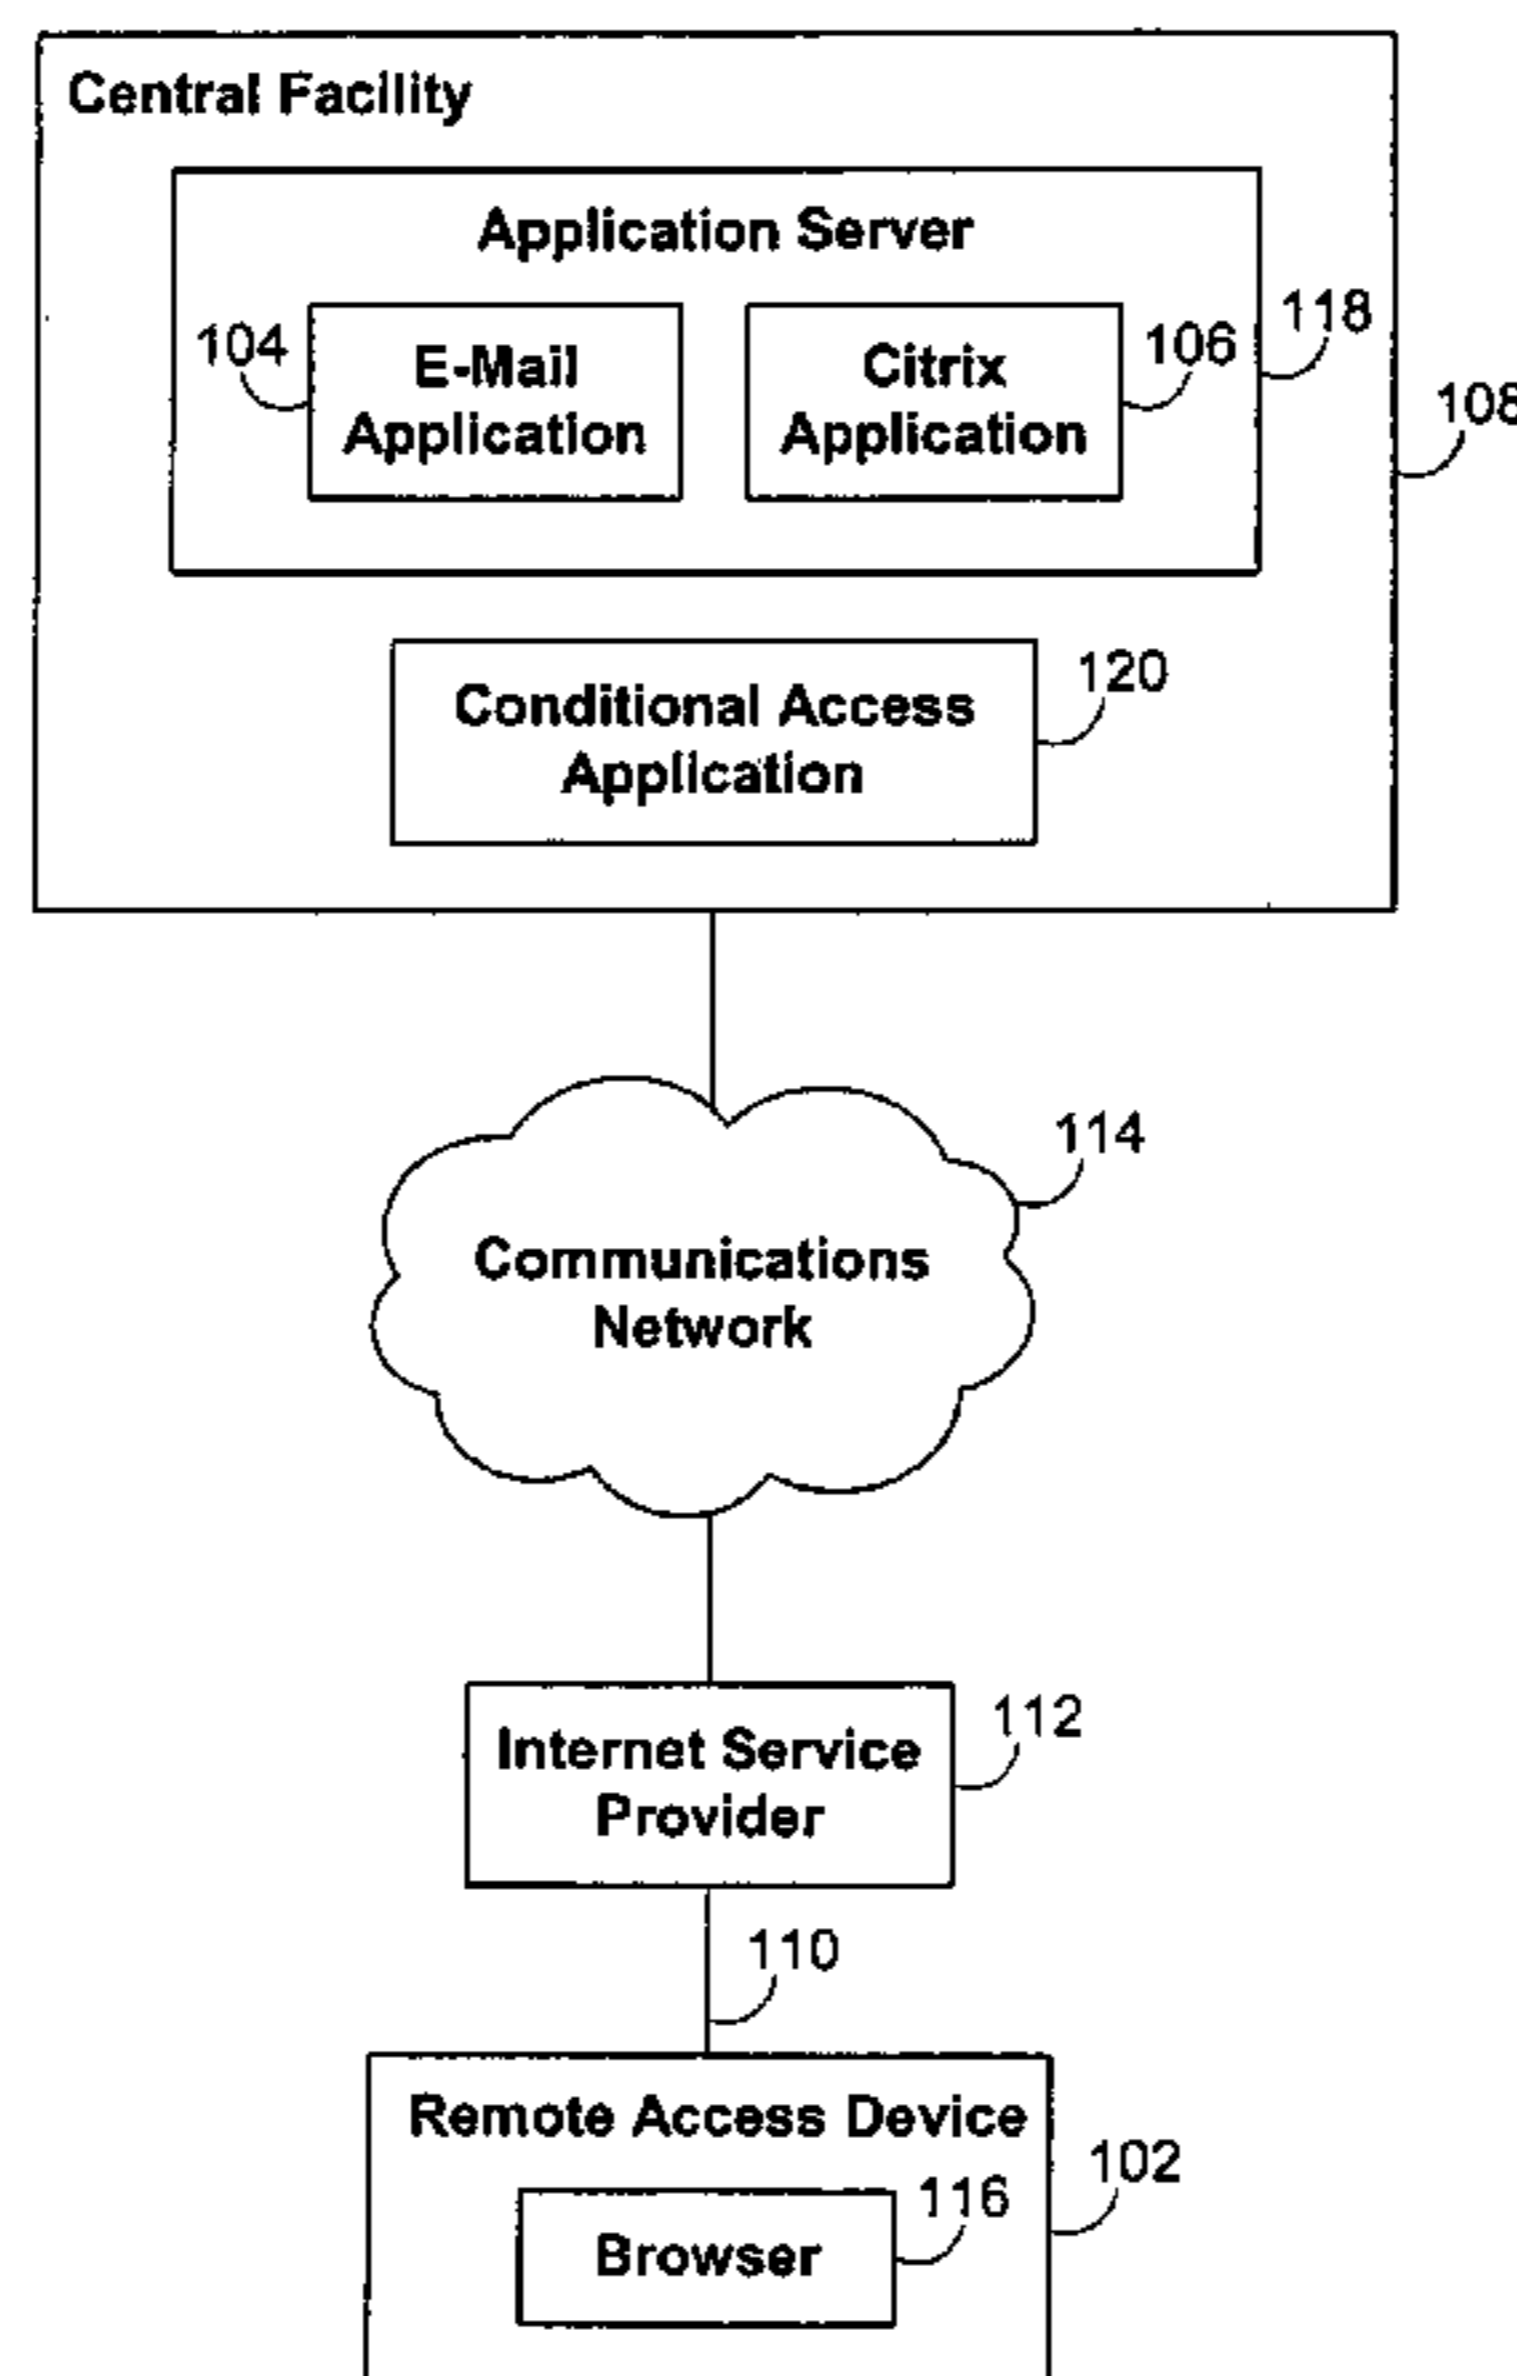 Central Facility
Application Server
118
104
E-Mail
Application
Citrix
Application
106
108
Conditional Access
Application
120
114
Communications
Network
112
Internet Service
Provider
110
Remote Access Device
102
116
Browser